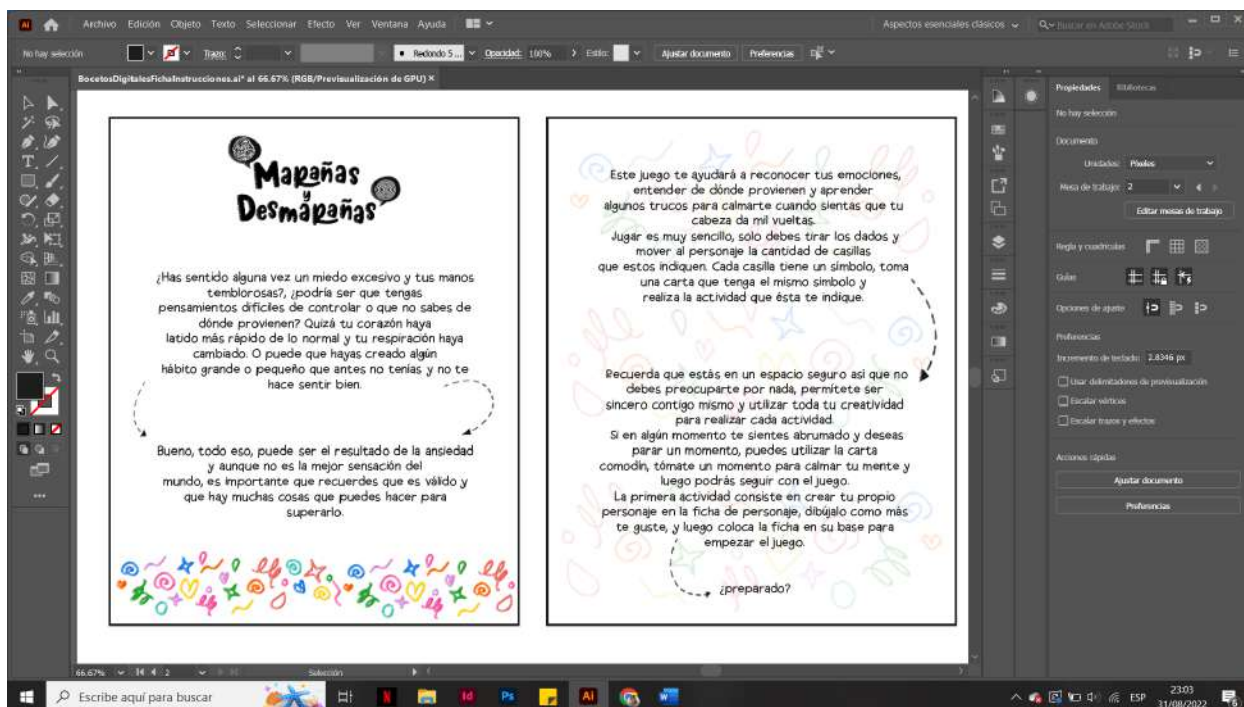 Archivo Edición Objeto Texto Seleccionar Efecto Ver Ventana Ayuda
Aspectos esenciales clásicos
Buscar en Adobe Stock
No hay selección
Trazo:
Redondo 5 ...
Opacidad: 100%
Estilo:
Ajustar documento
Preferencias
BocetosDigitalesFichaInstrucciones.ai* al 66.67% (RGB/Previsualización de GPU) ×
Marañas
y
Desmarañas
¿Has sentido alguna vez un miedo excesivo y tus manos
temblorosas?, ¿podría ser que tengas
pensamientos difíciles de controlar o que no sabes de
dónde provienen? Quizá tu corazón haya
latido más rápido de lo normal y tu respiración haya
cambiado. O puede que hayas creado algún
hábito grande o pequeño que antes no tenías y no te
hace sentir bien.
Bueno, todo eso, puede ser el resultado de la ansiedad
y aunque no es la mejor sensación del
mundo, es importante que recuerdes que es válido y
que hay muchas cosas que puedes hacer para
superarlo.
Este juego te ayudará a reconocer tus emociones,
entender de dónde provienen y aprender
algunos trucos para calmarte cuando sientas que tu
cabeza da mil vueltas.
Jugar es muy sencillo, solo debes tirar los dados y
mover al personaje la cantidad de casillas
que estos indiquen. Cada casilla tiene un símbolo, toma
una carta que tenga el mismo símbolo y
realiza la actividad que ésta te indique.
Recuerda que estás en un espacio seguro así que no
debes preocuparte por nada, permítete ser
sincero contigo mismo y utilizar toda tu creatividad
para realizar cada actividad.
Si en algún momento te sientes abrumado y deseas
parar un momento, puedes utilizar la carta
comodín, tómate un momento para calmar tu mente y
luego podrás seguir con el juego.
La primera actividad consiste en crear tu propio
personaje en la ficha de personaje, dibújalo como más
te guste, y luego coloca la ficha en su base para
empezar el juego.
¿preparado?
Propiedades Bibliotecas
No hay selección
Documento
Unidades: Píxeles
Mesa de trabajo: 2
Editar mesas de trabajo
Regla y cuadrículas
Guías
Opciones de ajuste
Preferencias
Incremento de teclado: 2.8346 px
Usar delimitadores de previsualización
Escalar vértices
Escalar trazos y efectos
Acciones rápidas
Ajustar documento
Preferencias
66.67% 2 Selección
Escribe aquí para buscar
Id Ps Ai
ESP
23:03
31/08/2022